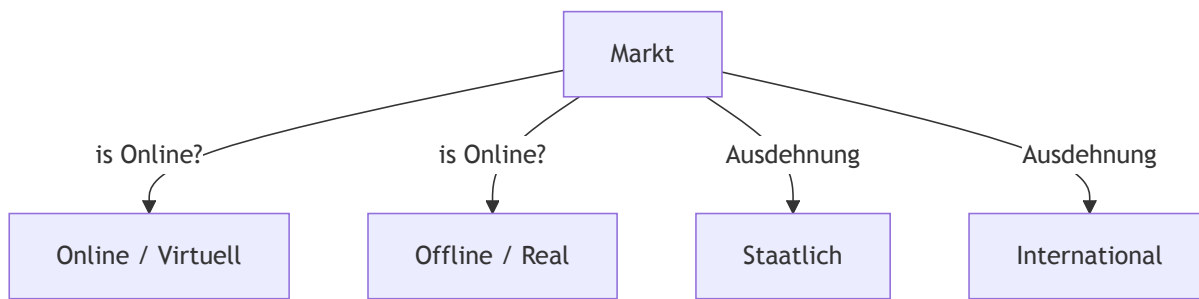 Markt
is Online?
is Online?
Ausdehnung
Ausdehnung
Online / Virtuell
Offline / Real
Staatlich
International